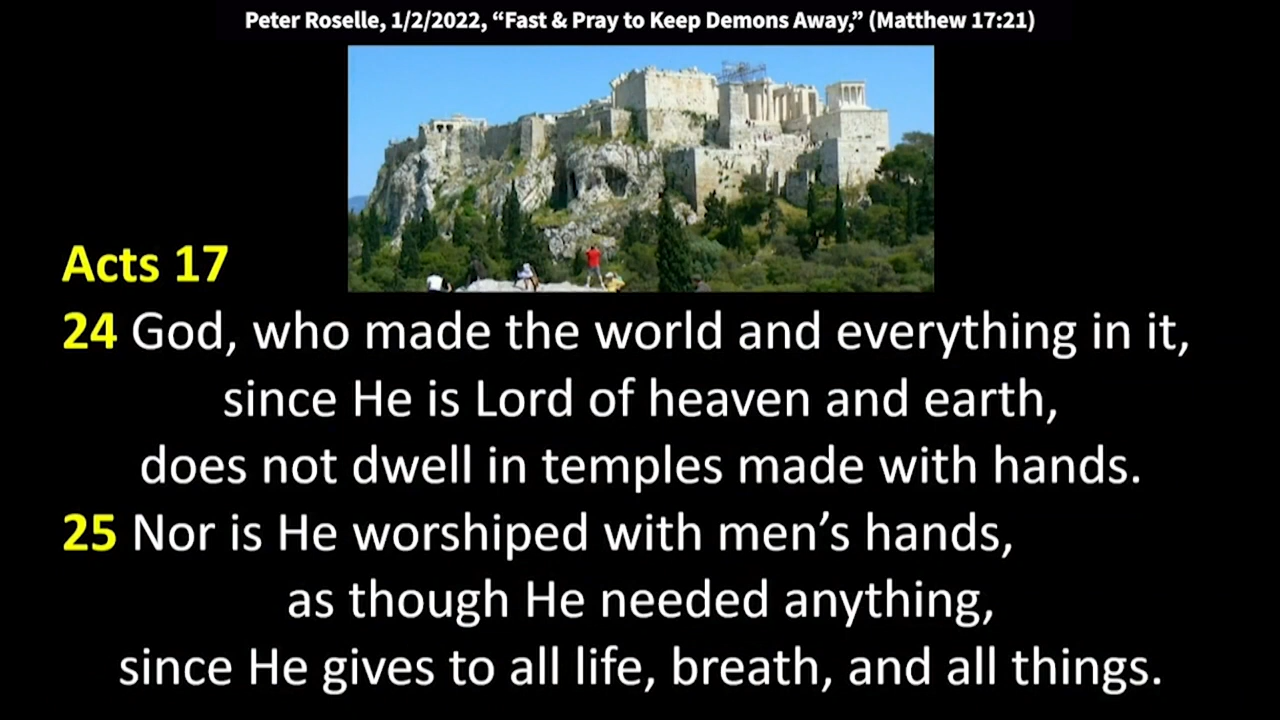 Peter Roselle, 1/2/2022, “Fast & Pray to Keep Demons Away,” (Matthew 17:21)
Acts 17
24 God, who made the world and everything in it,
since He is Lord of heaven and earth,
does not dwell in temples made with hands.
25 Nor is He worshiped with men’s hands,
as though He needed anything,
since He gives to all life, breath, and all things.